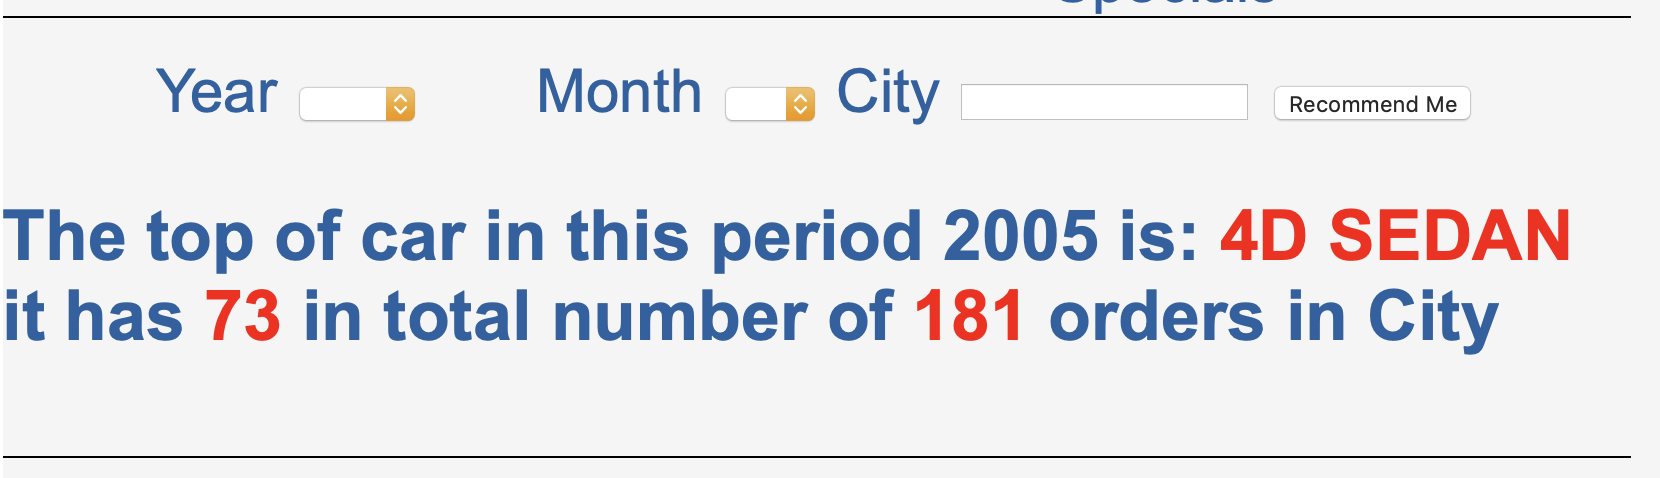 Specials
Year Month City Recommend Me
The top of car in this period 2005 is: 4D SEDAN
it has 73 in total number of 181 orders in City